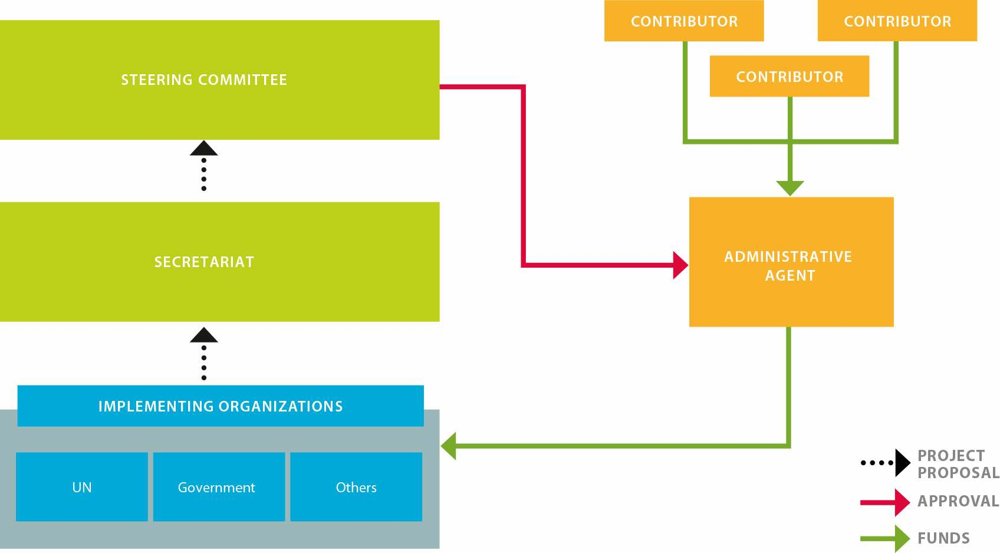 CONTRIBUTOR
CONTRIBUTOR
CONTRIBUTOR
STEERING COMMITTEE
SECRETARIAT
ADMINISTRATIVE
AGENT
IMPLEMENTING ORGANIZATIONS
UN
Government
Others
PROJECT
PROPOSAL
APPROVAL
FUNDS